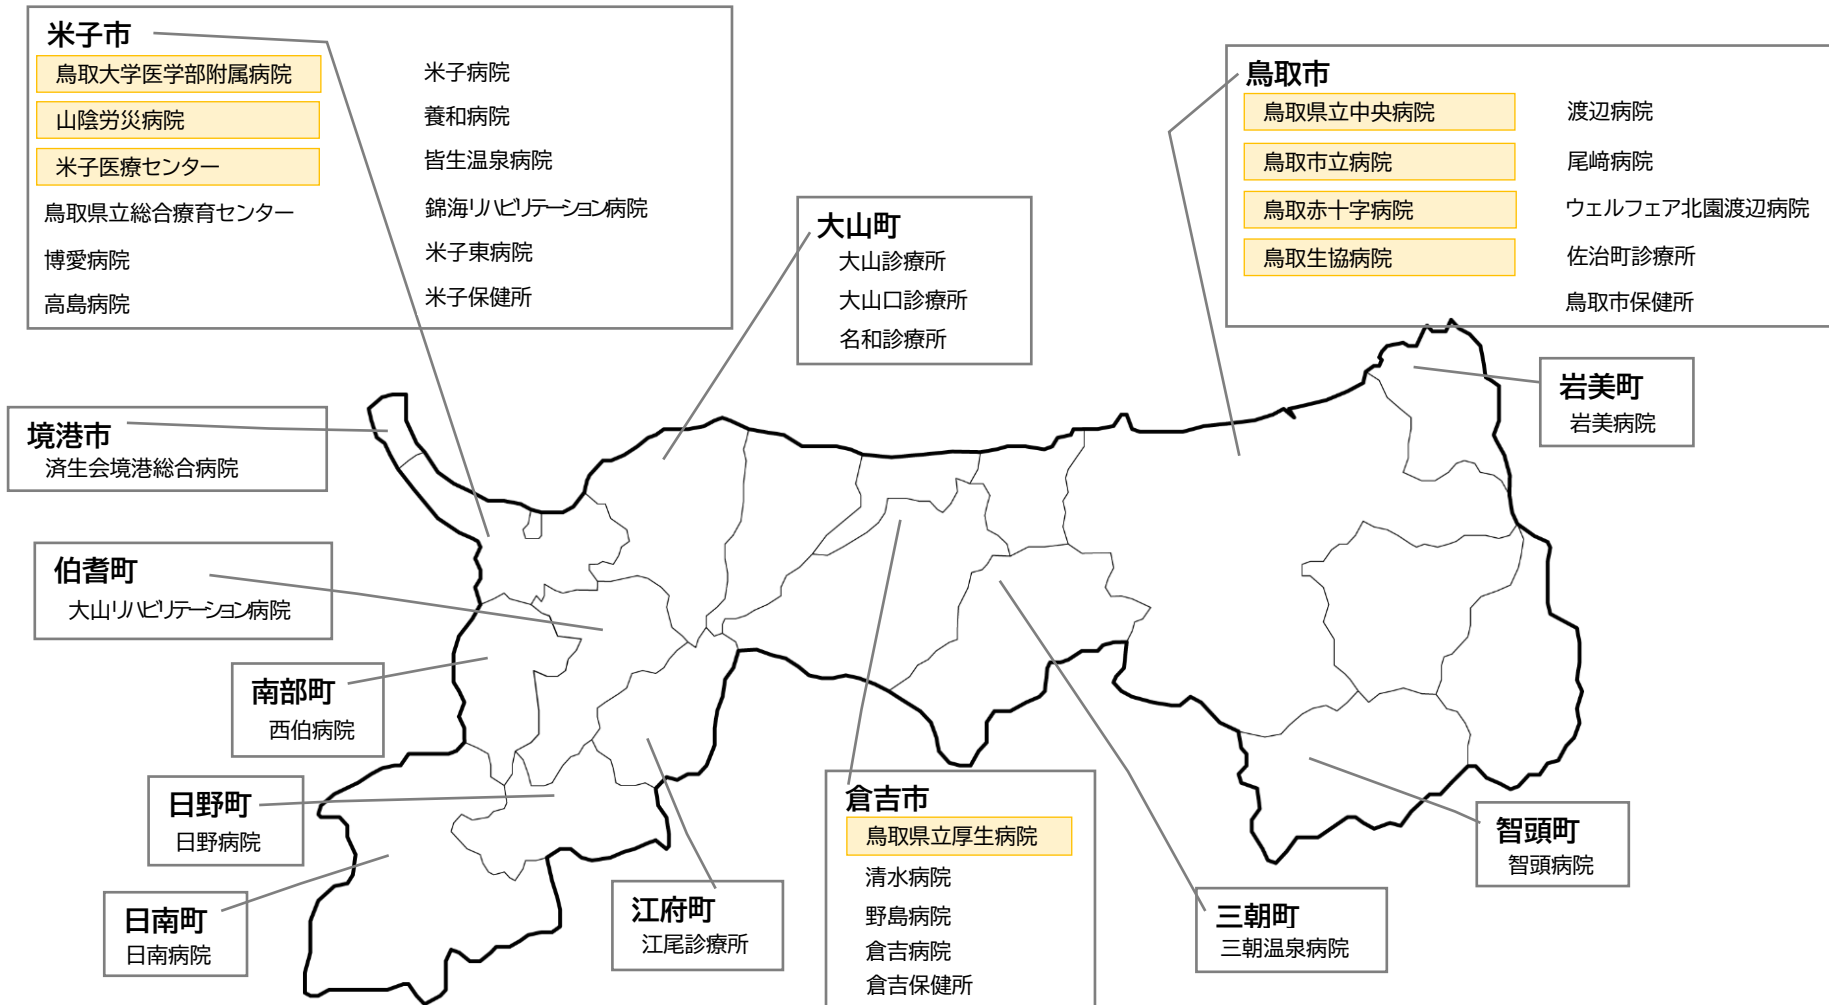 米子市
鳥取大学医学部附属病院
山陰労災病院
米子医療センター
鳥取県立総合療育センター
博愛病院
高島病院
米子病院
養和病院
皆生温泉病院
錦海リハビリテーション病院
米子東病院
米子保健所
大山町
大山診療所
大山口診療所
名和診療所
鳥取市
鳥取県立中央病院
鳥取市立病院
鳥取赤十字病院
鳥取生協病院
渡辺病院
尾﨑病院
ウェルフェア北園渡辺病院
佐治町診療所
鳥取市保健所
岩美町
岩美病院
境港市
済生会境港総合病院
伯耆町
大山リハビリテーション病院
南部町
西伯病院
日野町
日野病院
日南町
日南病院
江府町
江尾診療所
倉吉市
鳥取県立厚生病院
清水病院
野島病院
倉吉病院
倉吉保健所
三朝町
三朝温泉病院
智頭町
智頭病院